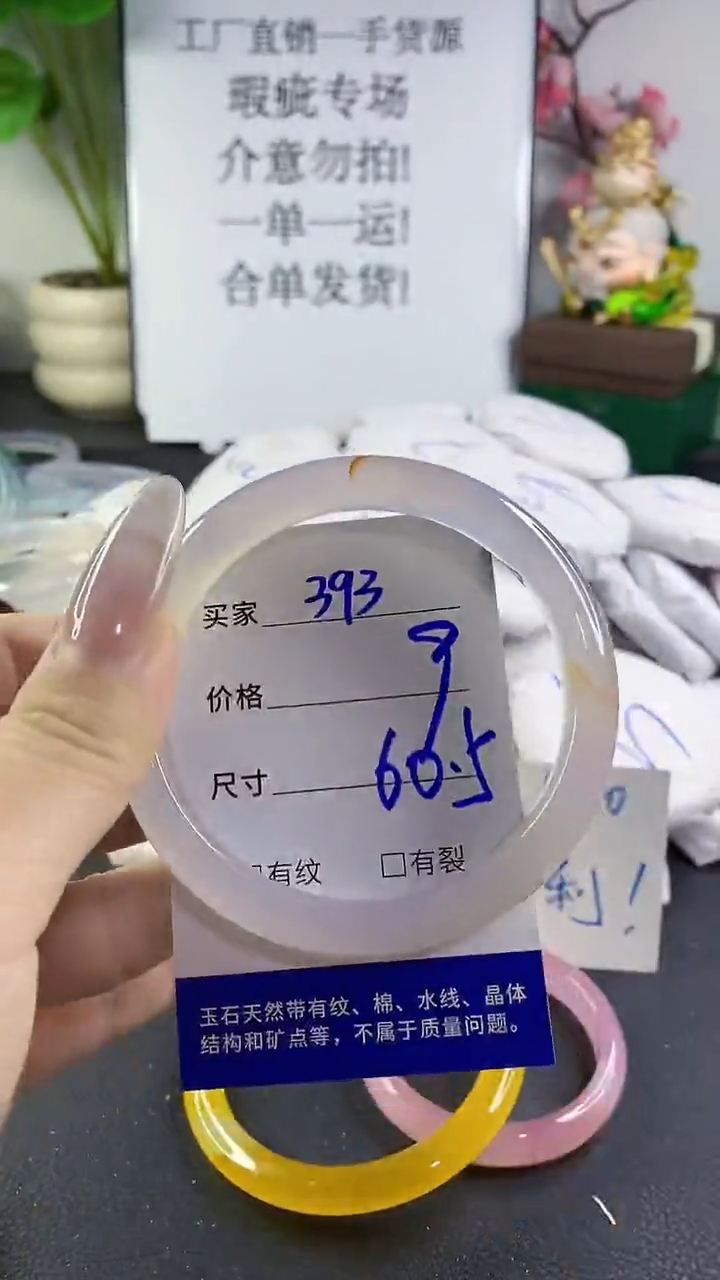 工厂直销一手货源
瑕疵专场
介意勿拍!
一单一运!
合单发货!
买家 393
价格
尺寸 60.5
有纹 □有裂
利!
玉石天然带有纹、棉、水线、晶体
结构和矿点等，不属于质量问题。